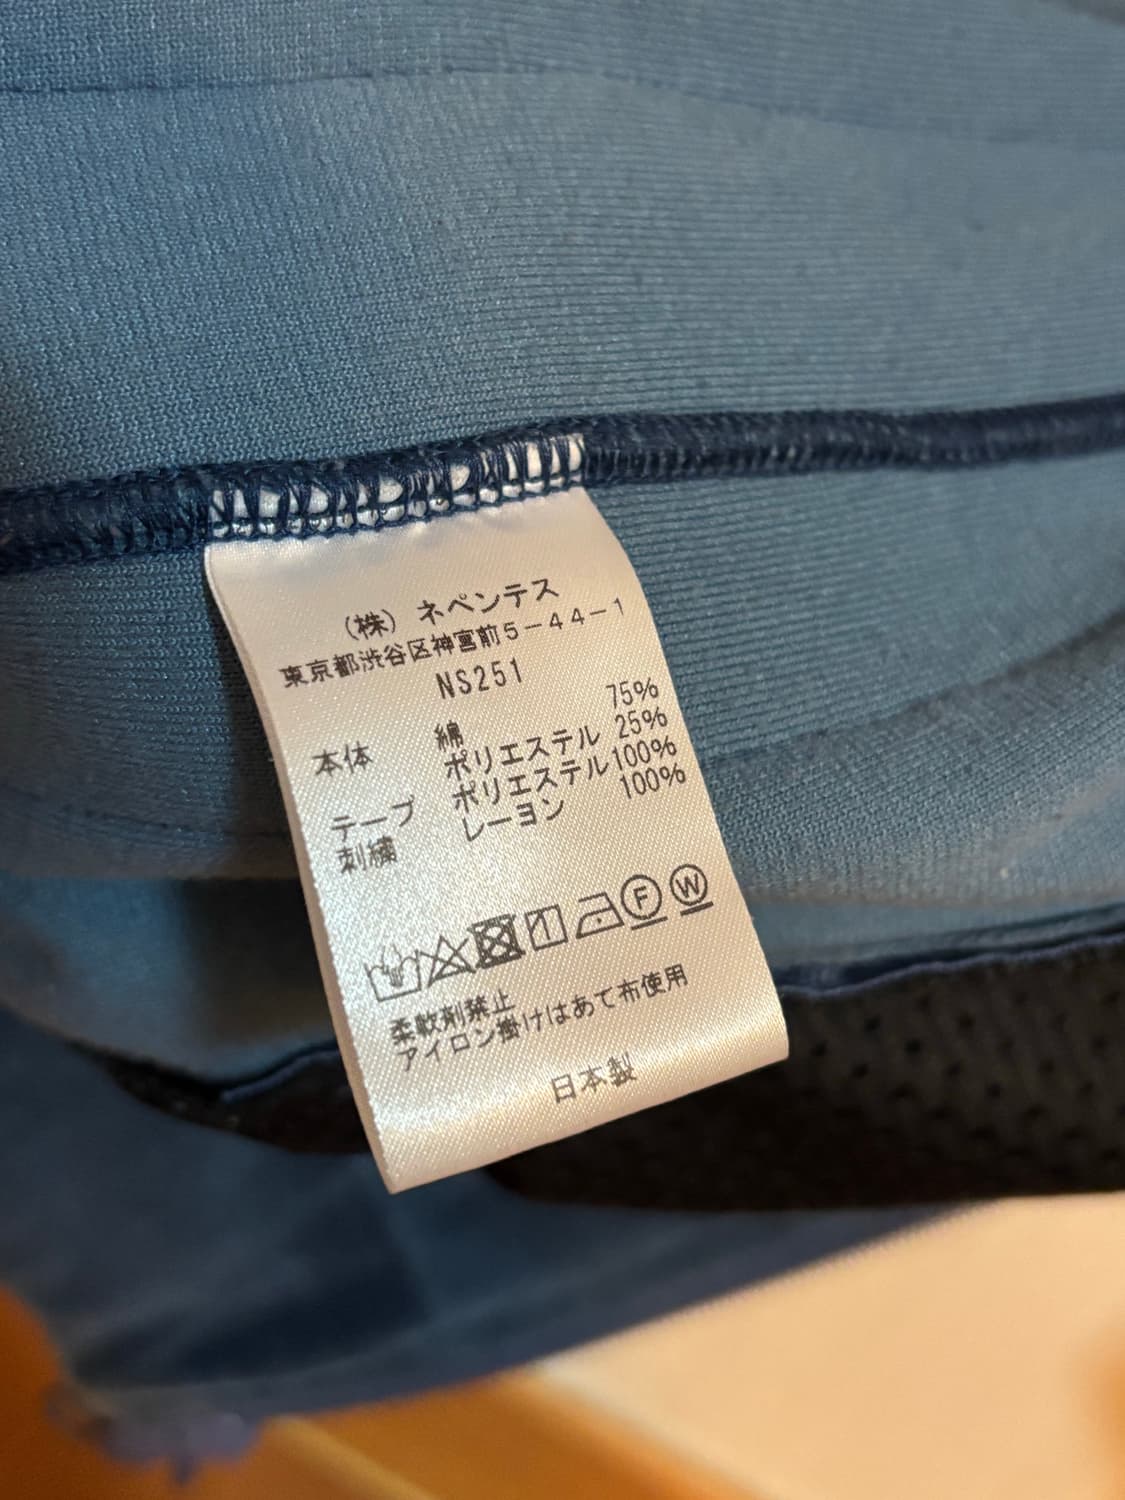 (株) ネペンテス
東京都渋谷区神宮前5-44-1
NS251
本体 綿 75%
ポリエステル 25%
テープ ポリエステル 100%
刺繍 レーヨン 100%
F W
柔軟剤禁止
アイロン掛けはあて布使用
日本製